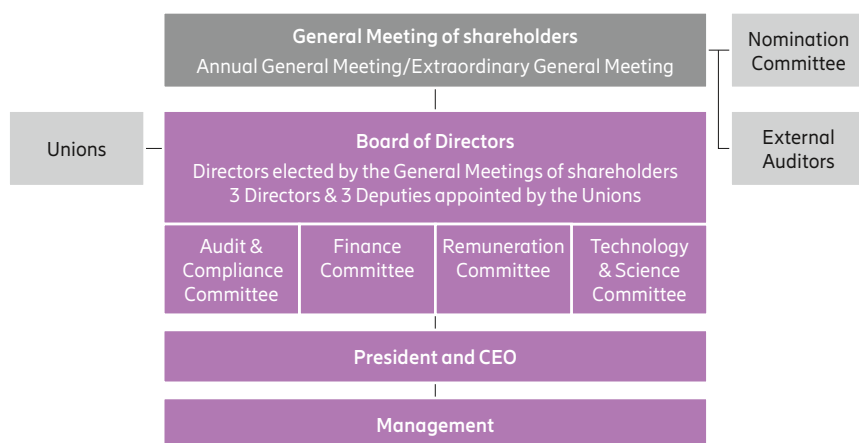 General Meeting of shareholders
Annual General Meeting/Extraordinary General Meeting
Nomination
Committee
Unions
Board of Directors
Directors elected by the General Meetings of shareholders
3 Directors & 3 Deputies appointed by the Unions
External
Auditors
Audit &
Compliance
Committee
Finance
Committee
Remuneration
Committee
Technology
& Science
Committee
President and CEO
Management